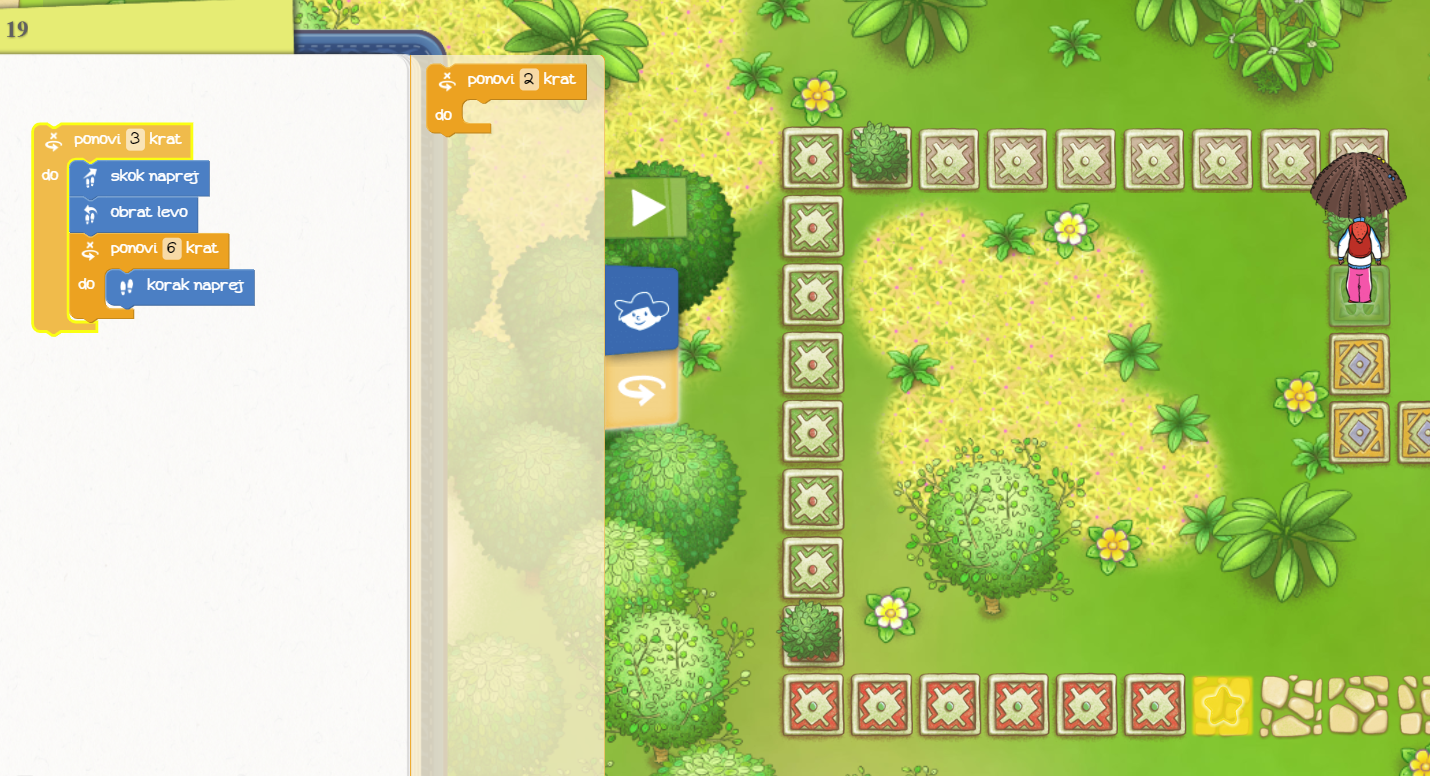 19
ponovi 3 krat
do
skok naprej
obrat levo
ponovi 6 krat
do
korak naprej
ponovi 2 krat
do